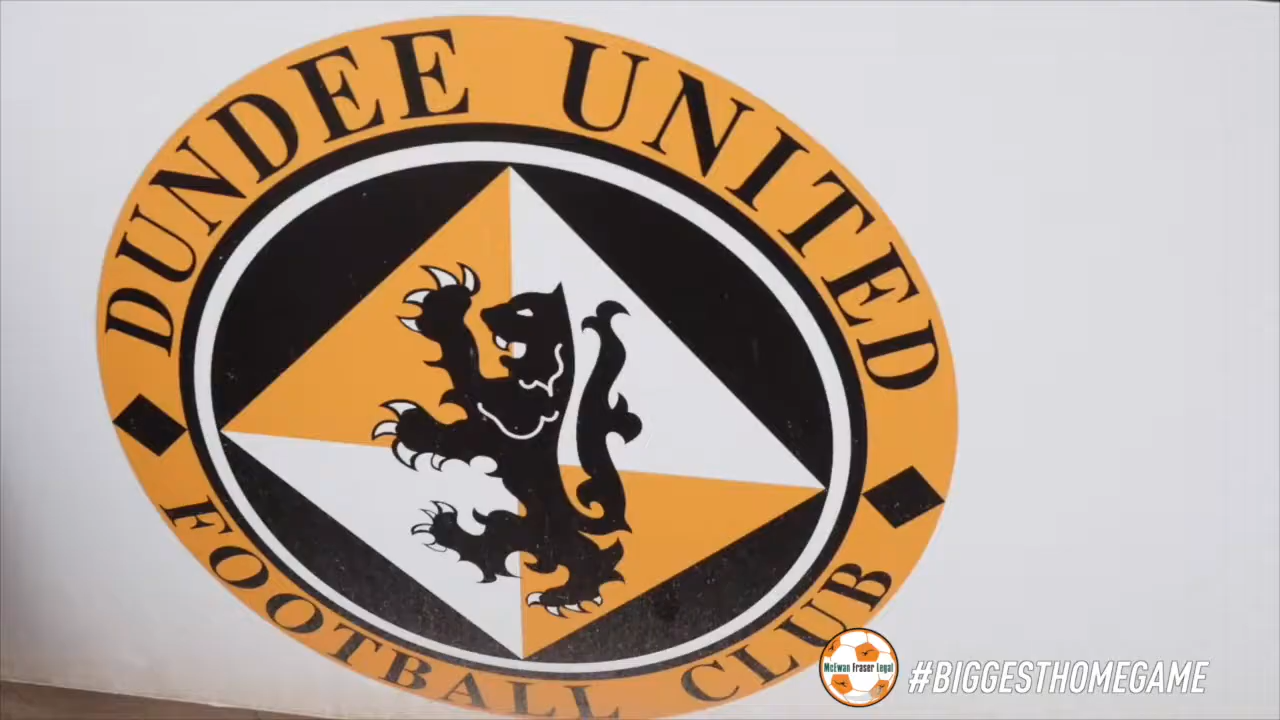 DUNDEE UNITED
FOOTBALL CLUB
McEwan Fraser Legal
#BIGGESTHOMEGAME